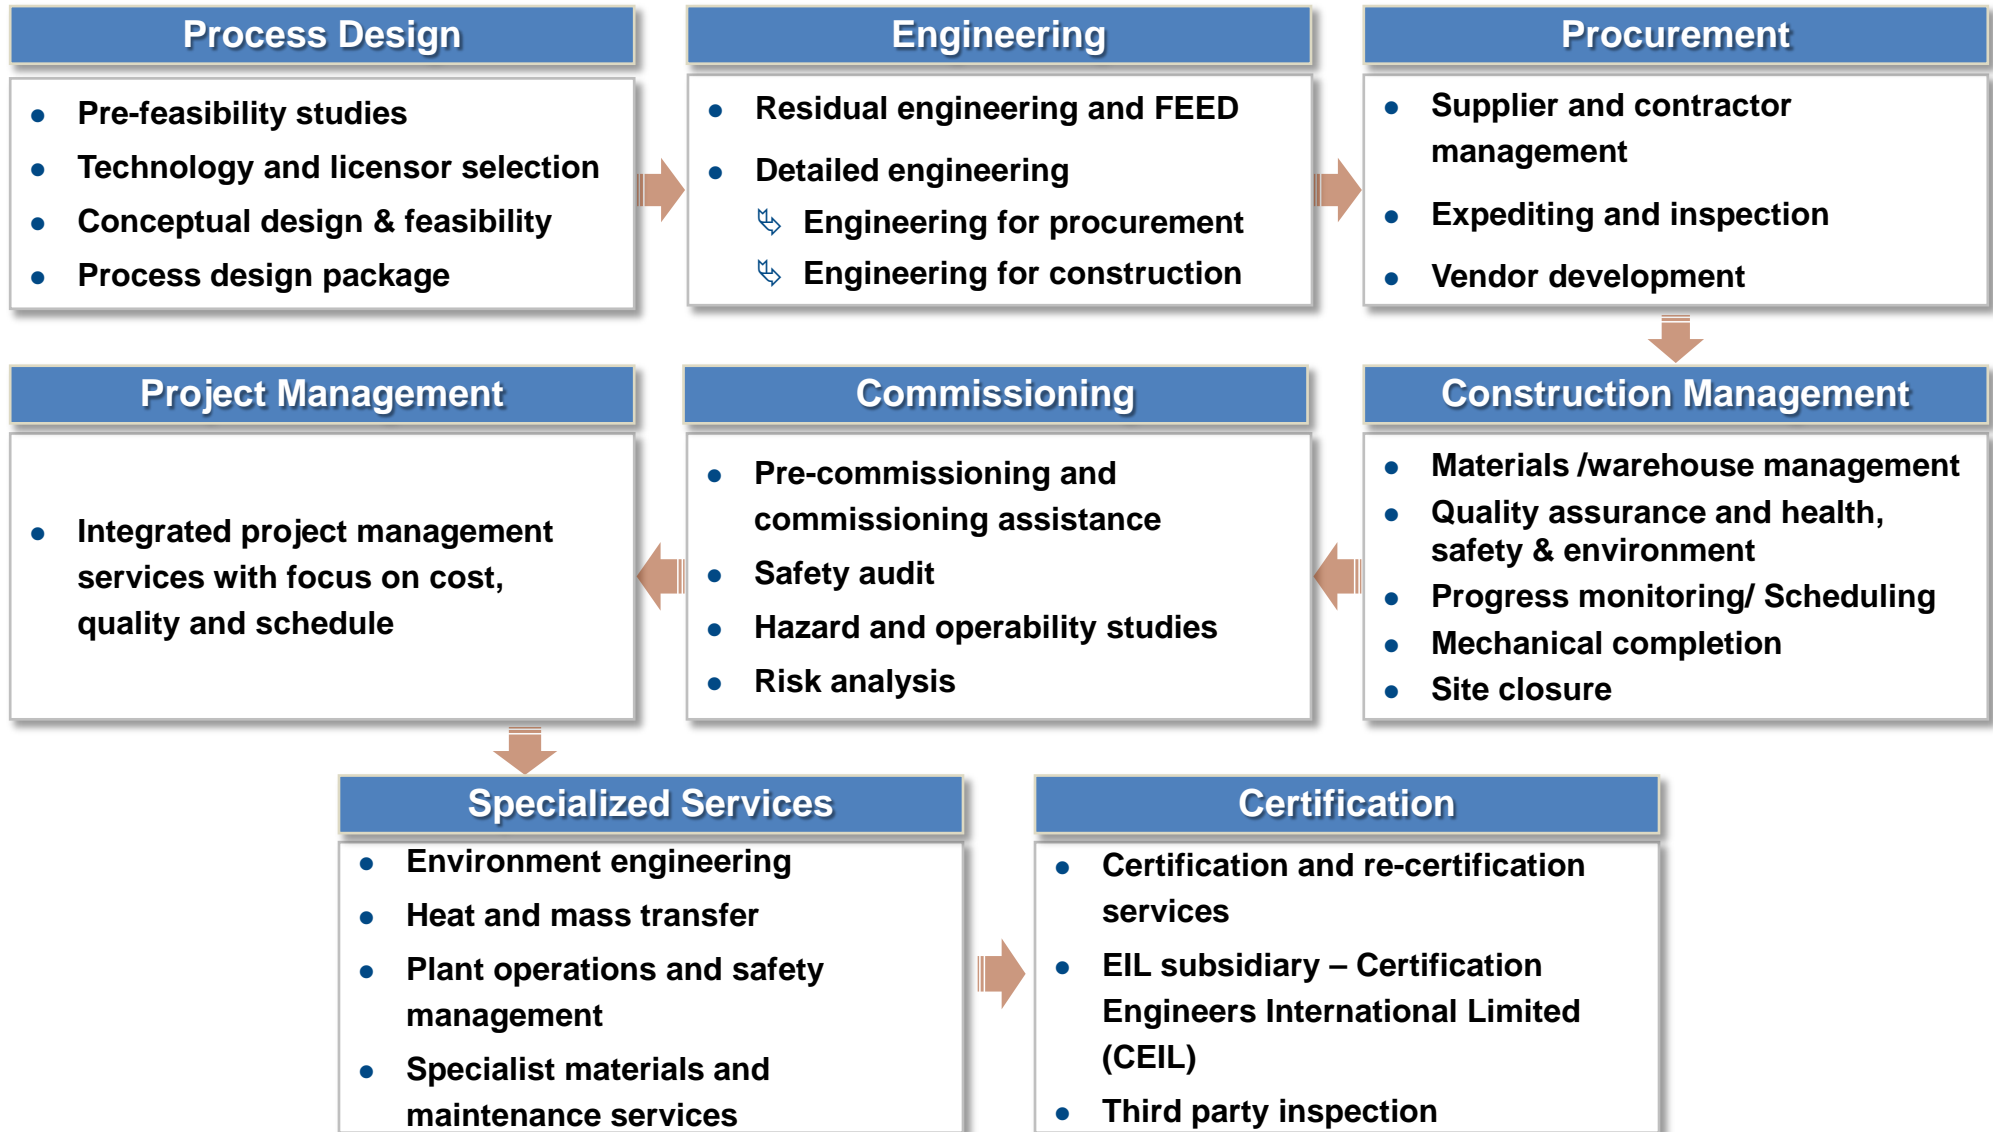 Process Design
Pre-feasibility studies
Technology and licensor selection
Conceptual design & feasibility
Process design package
Engineering
Residual engineering and FEED
Detailed engineering
Engineering for procurement
Engineering for construction
Procurement
Supplier and contractor
management
Expediting and inspection
Vendor development
Project Management
Integrated project management
services with focus on cost,
quality and schedule
Commissioning
Pre-commissioning and
commissioning assistance
Safety audit
Hazard and operability studies
Risk analysis
Construction Management
Materials /warehouse management
Quality assurance and health,
safety & environment
Progress monitoring/ Scheduling
Mechanical completion
Site closure
Specialized Services
Environment engineering
Heat and mass transfer
Plant operations and safety
management
Specialist materials and
maintenance services
Certification
Certification and re-certification
services
EIL subsidiary – Certification
Engineers International Limited
(CEIL)
Third party inspection